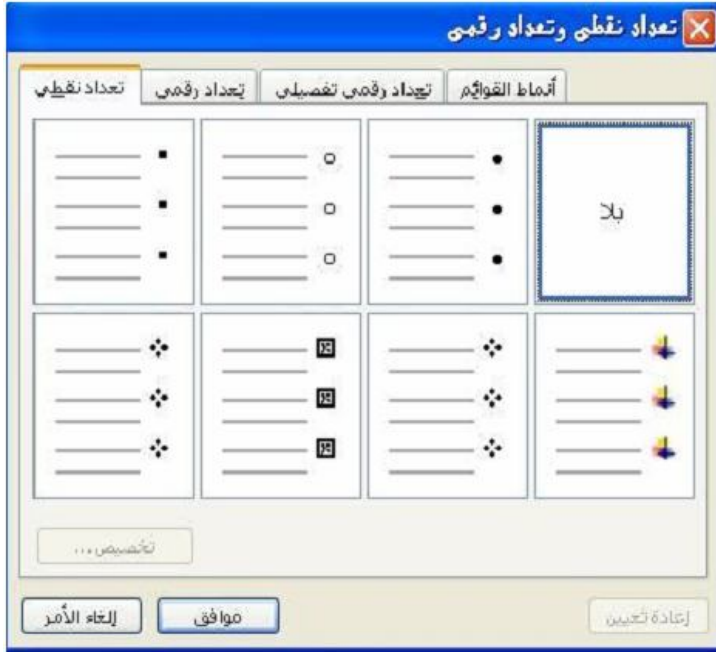 تعداد نقطي وتعداد رقمي
تعداد نقطي تعداد رقمي تعداد رقمي تفصيلي أنماط القوائم
بلا
تخصيص...
إعادة تعيين موافق إلغاء الأمر